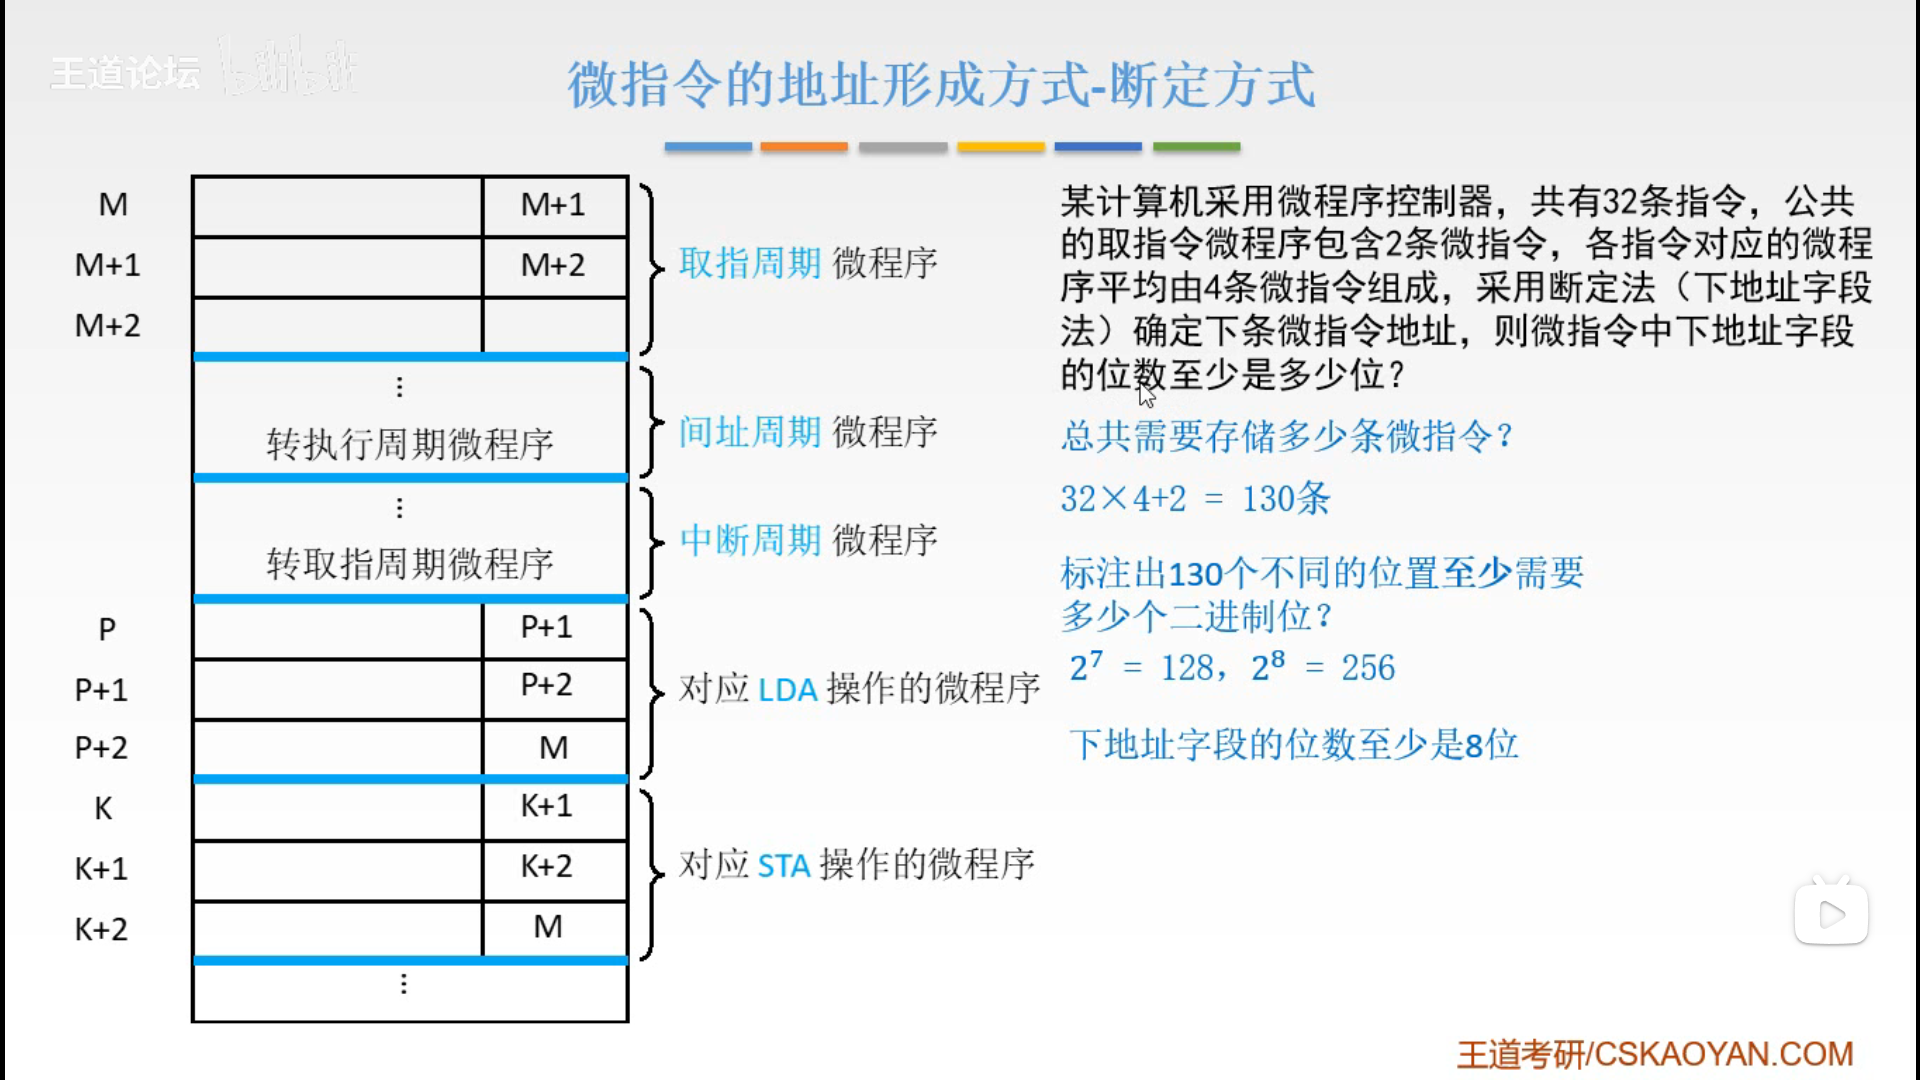 王道论坛 bilibili
微指令的地址形成方式-断定方式
M
M+1
M+1
M+2
取指周期 微程序
M+2
⋮
转执行周期微程序
间址周期 微程序
⋮
转取指周期微程序
中断周期 微程序
P
P+1
P+1
P+2
对应 LDA 操作的微程序
P+2
M
K
K+1
K+1
K+2
对应 STA 操作的微程序
K+2
M
⋮
某计算机采用微程序控制器，共有32条指令，公共
的取指令微程序包含2条微指令，各指令对应的微程
序平均由4条微指令组成，采用断定法（下地址字段
法）确定下条微指令地址，则微指令中下地址字段
的位数至少是多少位？
总共需要存储多少条微指令？
32×4+2 = 130条
标注出130个不同的位置至少需要
多少个二进制位？
2⁷ = 128，2⁸ = 256
下地址字段的位数至少是8位
王道考研/CSKAOYAN.COM